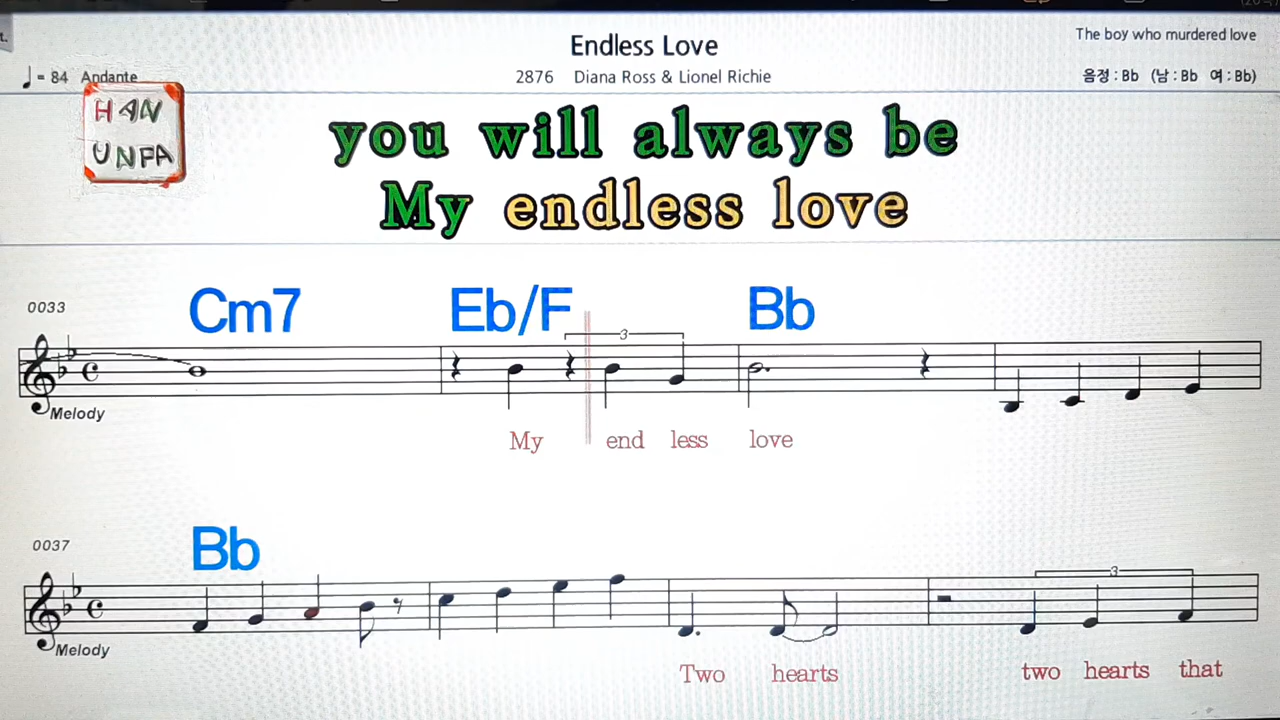 t.
Endless Love
The boy who murdered love
♩ = 84 Andante
2876 Diana Ross & Lionel Richie
음정 : Bb (남 : Bb 여 : Bb)
HAN
UNPA
you will always be
My endless love
0033
Cm7 Eb/F Bb
3
Melody
My end less love
0037
Bb
3
Melody
Two hearts two hearts that